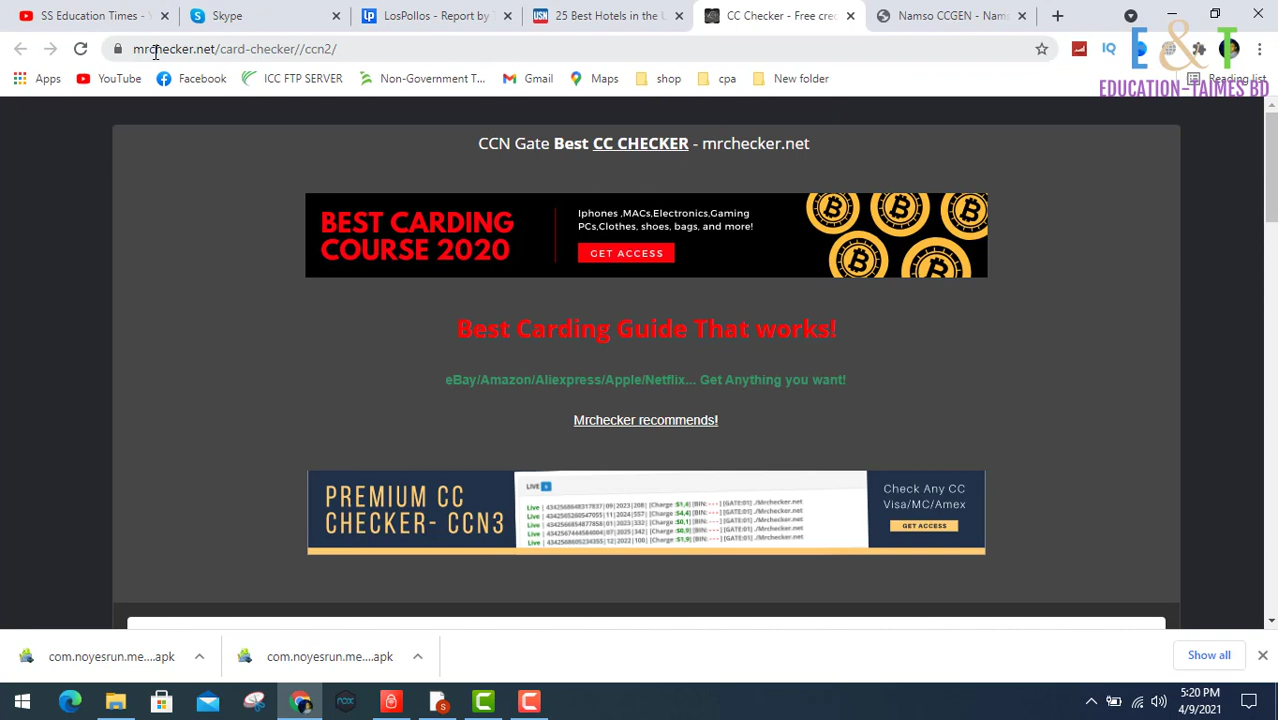 SS Education - Y
Skype
LosPollos - Report by T
25 Best Hotels in the U
CC Checker - Free cred
Namso CCGEN - Nams
mrchecker.net/card-checker//ccn2/
Apps
YouTube
Facebook
ICC FTP SERVER
Non-Government T...
Gmail
Maps
shop
cpa
New folder
Reading list
E & T
EDUCATION-TAIMES BD
CCN Gate Best CC CHECKER - mrchecker.net
BEST CARDING
COURSE 2020
Iphones ,MACs,Electronics,Gaming
PCs,Clothes, shoes, bags, and more!
GET ACCESS
Best Carding Guide That works!
eBay/Amazon/Aliexpress/Apple/Netflix... Get Anything you want!
Mrchecker recommends!
PREMIUM CC
CHECKER- CCN3
LIVE
Check Any CC
Visa/MC/Amex
GET ACCESS
com.noyesrun.me....apk
com.noyesrun.me....apk
Show all
5:20 PM
4/9/2021